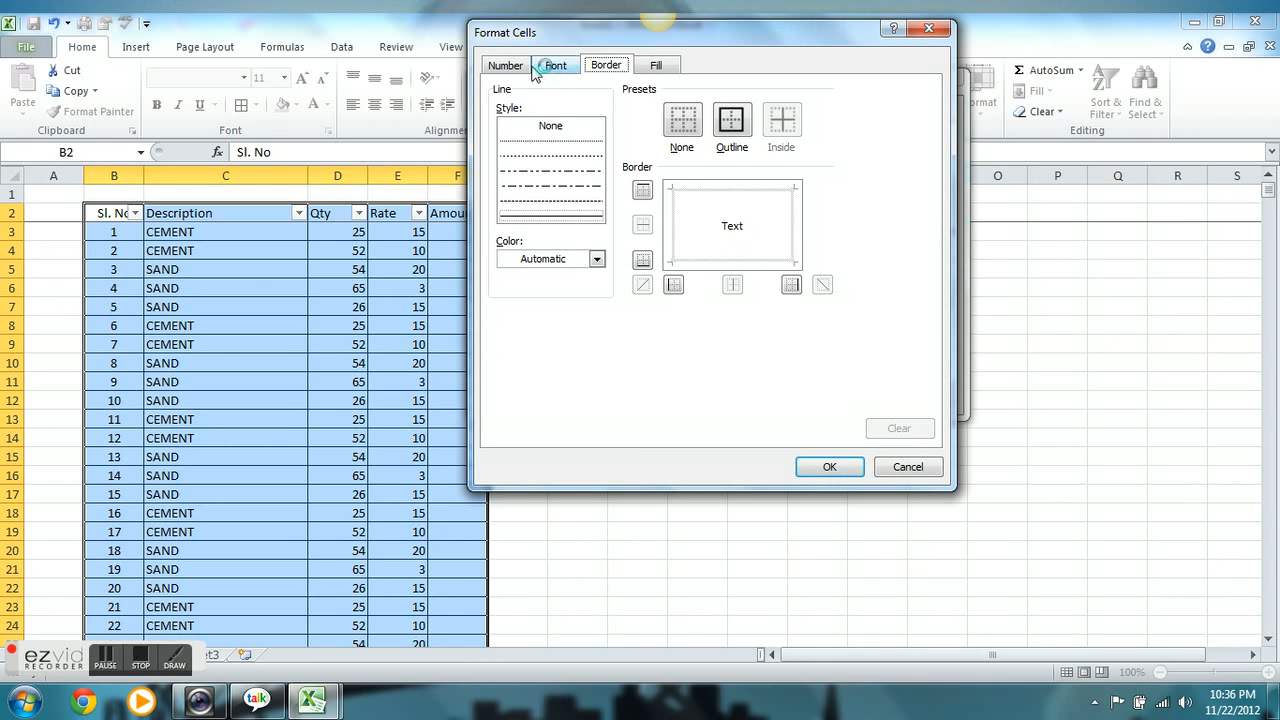 Format Cells
File Home Insert Page Layout Formulas Data Review
Number Font Border Fill
Cut
Copy
Format Painter
Paste
Clipboard
11
B I U
Font
Alignment
AutoSum
Fill
Clear
Sort & Filter
Find & Select
Editing
B2 fx Sl. No
Line
Style:
None
Color:
Automatic
Presets
None Outline Inside
Border
Text
Clear
OK Cancel
A B C D E F O P Q R S
1
2 Sl. No Description Qty Rate
3 1 CEMENT 25 15
4 2 CEMENT 52 10
5 3 SAND 54 20
6 4 SAND 65 3
7 5 SAND 26 15
8 6 CEMENT 25 15
9 7 CEMENT 52 10
10 8 SAND 54 20
11 9 SAND 65 3
12 10 SAND 26 15
13 11 CEMENT 25 15
14 12 CEMENT 52 10
15 13 SAND 54 20
16 14 SAND 65 3
17 15 SAND 26 15
18 16 CEMENT 25 15
19 17 CEMENT 52 10
20 18 SAND 54 20
21 19 SAND 65 3
22 20 SAND 26 15
23 21 CEMENT 25 15
24 22 CEMENT 52 10
54 20
ezvid
RECORDER
PAUSE STOP DRAW
100%
talk
10:36 PM
11/22/2012